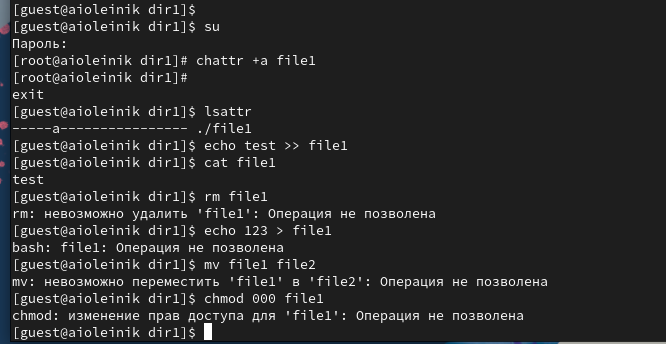 [guest@aioleinik dir1]$
[guest@aioleinik dir1]$ su
Пароль:
[root@aioleinik dir1]# chattr +a file1
[root@aioleinik dir1]#
exit
[guest@aioleinik dir1]$ lsattr
-----a---------------- ./file1
[guest@aioleinik dir1]$ echo test >> file1
[guest@aioleinik dir1]$ cat file1
test
[guest@aioleinik dir1]$ rm file1
rm: невозможно удалить 'file1': Операция не позволена
[guest@aioleinik dir1]$ echo 123 > file1
bash: file1: Операция не позволена
[guest@aioleinik dir1]$ mv file1 file2
mv: невозможно переместить 'file1' в 'file2': Операция не позволена
[guest@aioleinik dir1]$ chmod 000 file1
chmod: изменение прав доступа для 'file1': Операция не позволена
[guest@aioleinik dir1]$